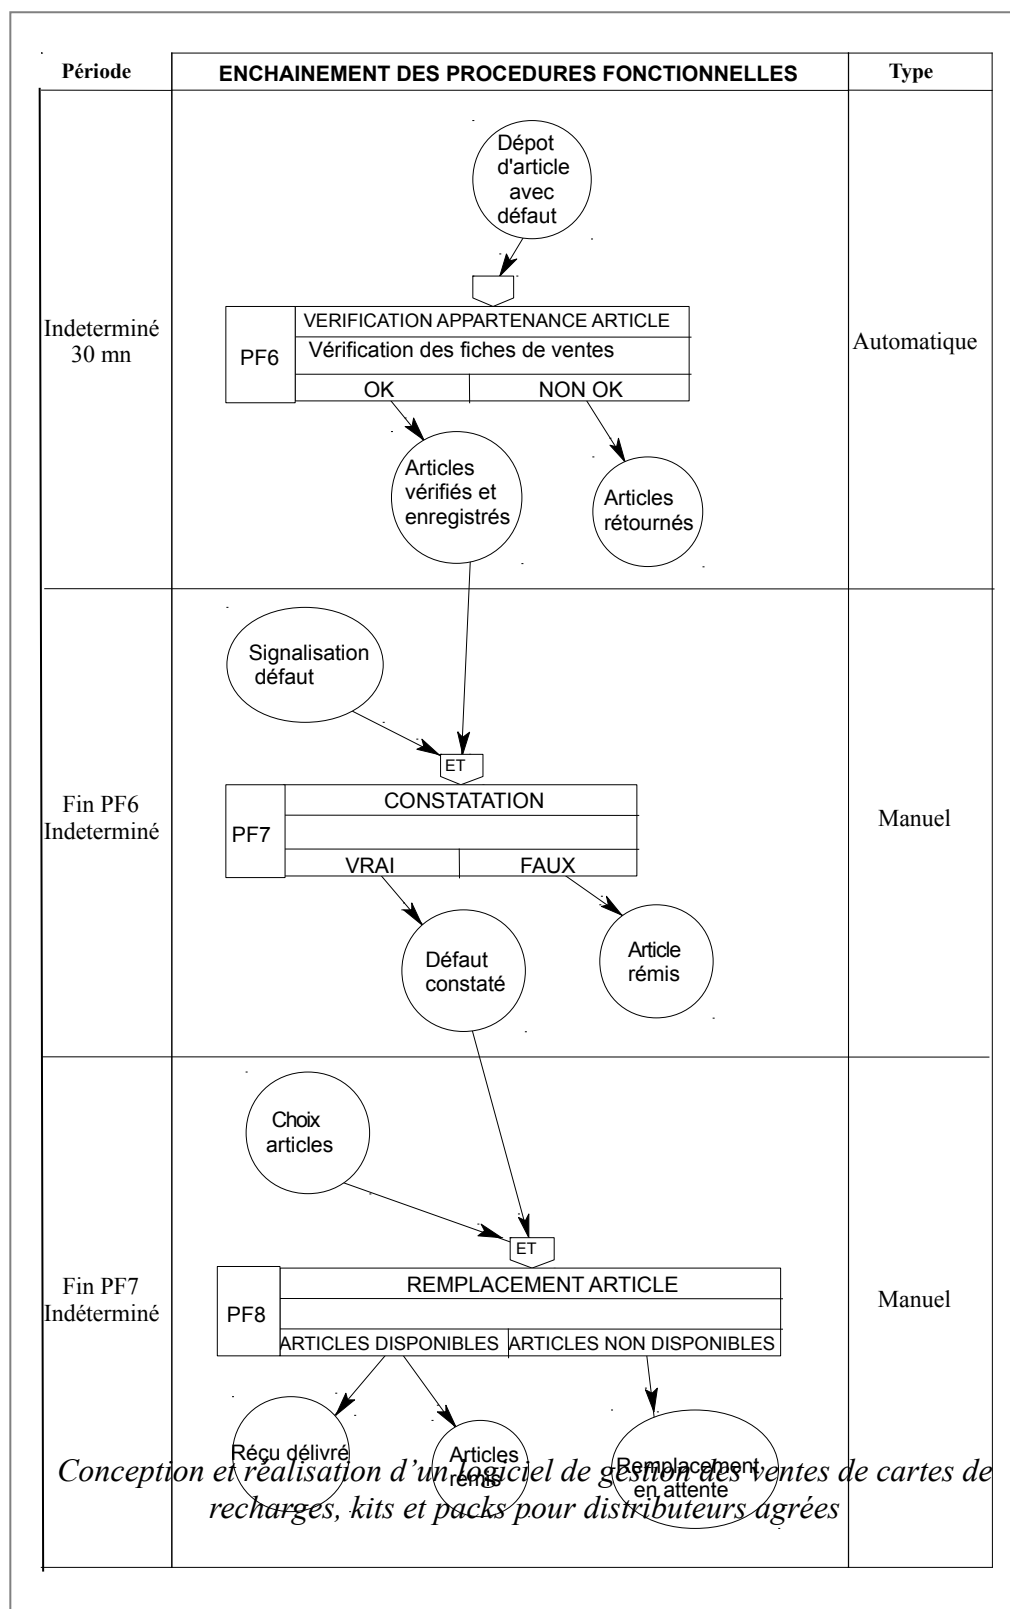 Période
ENCHAINEMENT DES PROCEDURES FONCTIONNELLES
Type
Dépot
d'article
avec
défaut
Indeterminé
30 mn
PF6
VERIFICATION APPARTENANCE ARTICLE
Vérification des fiches de ventes
OK
NON OK
Automatique
Articles
vérifiés et
enregistrés
Articles
rétournés
Signalisation
défaut
ET
Fin PF6
Indeterminé
PF7
CONSTATATION
VRAI
FAUX
Manuel
Défaut
constaté
Article
rémis
Choix
articles
ET
Fin PF7
Indéterminé
PF8
REMPLACEMENT ARTICLE
ARTICLES DISPONIBLES
ARTICLES NON DISPONIBLES
Manuel
Réçu délivré
Articles
rémis
Remplacement
en attente
Conception et réalisation d’un logiciel de gestion des ventes de cartes de
recharges, kits et packs pour distributeurs agrées